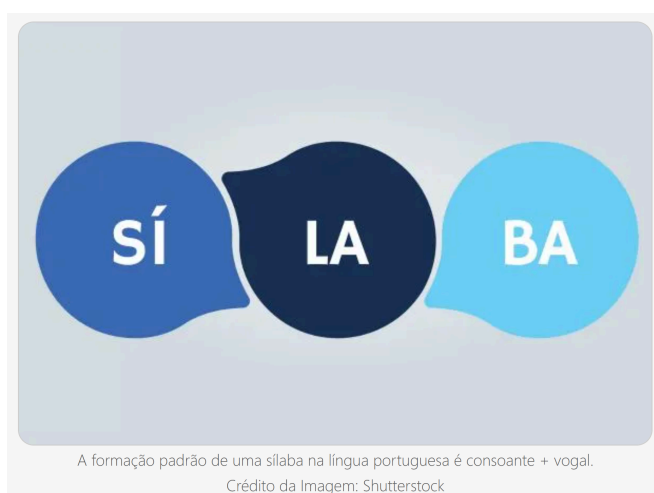 SÍ LA BA
A formação padrão de uma sílaba na língua portuguesa é consoante + vogal.
Crédito da Imagem: Shutterstock